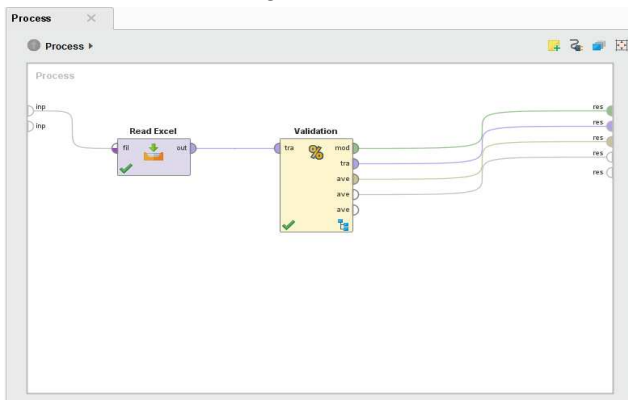 Process
Process
Process
inp
inp
Read Excel
fil
out
Validation
tra
mod
tra
ave
ave
ave
res
res
res
res
res